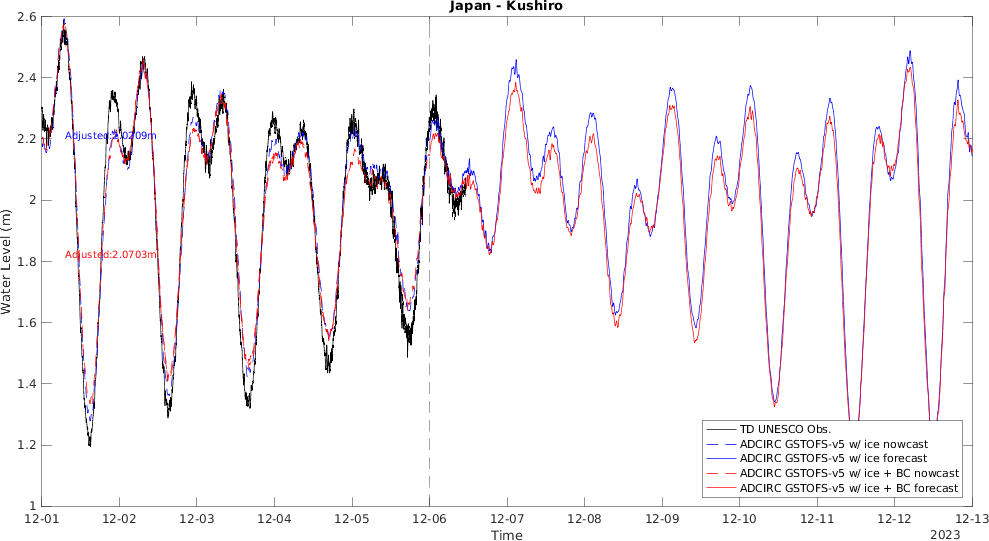 Japan - Kushiro
2.6
2.4
2.2
2
1.8
1.6
1.4
1.2
1
Water Level (m)
Adjusted:2.0209m
Adjusted:2.0703m
TD UNESCO Obs.
ADCIRC GSTOFS-v5 w/ ice nowcast
ADCIRC GSTOFS-v5 w/ ice forecast
ADCIRC GSTOFS-v5 w/ ice + BC nowcast
ADCIRC GSTOFS-v5 w/ ice + BC forecast
12-01 12-02 12-03 12-04 12-05 12-06 12-07 12-08 12-09 12-10 12-11 12-12 12-13
Time
2023